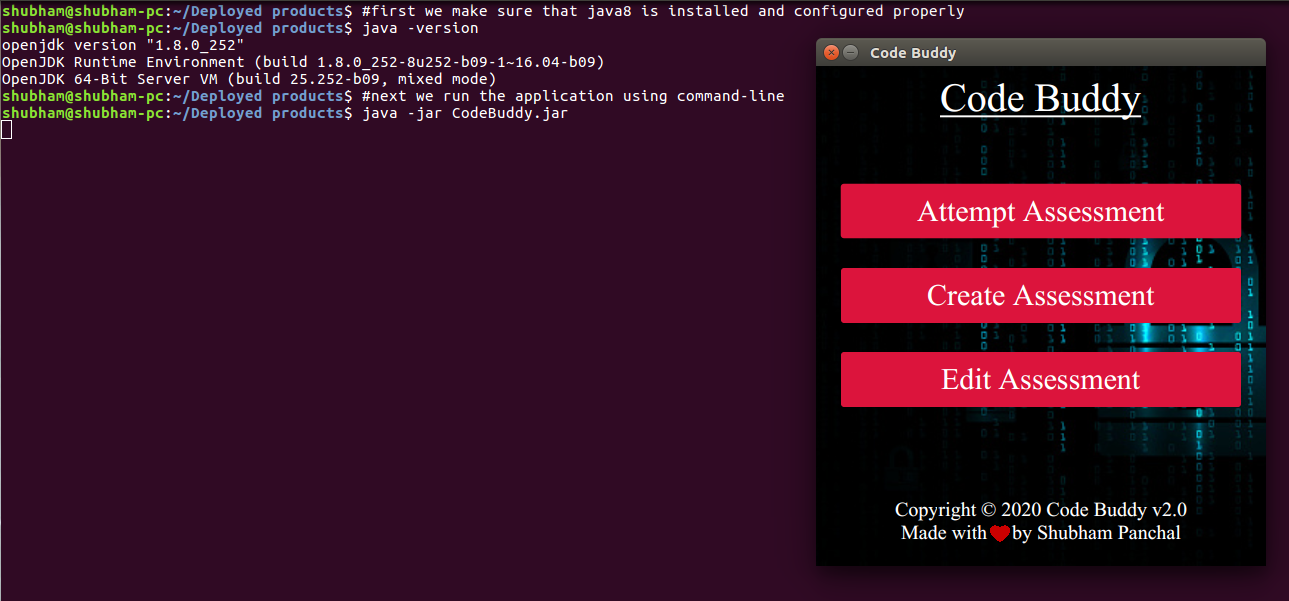 shubham@shubham-pc:~/Deployed products$ #first we make sure that java8 is installed and configured properly
shubham@shubham-pc:~/Deployed products$ java -version
openjdk version "1.8.0_252"
OpenJDK Runtime Environment (build 1.8.0_252-8u252-b09-1~16.04-b09)
OpenJDK 64-Bit Server VM (build 25.252-b09, mixed mode)
shubham@shubham-pc:~/Deployed products$ #next we run the application using command-line
shubham@shubham-pc:~/Deployed products$ java -jar CodeBuddy.jar
Code Buddy
Code Buddy
Attempt Assessment
Create Assessment
Edit Assessment
Copyright © 2020 Code Buddy v2.0
Made with ❤ by Shubham Panchal